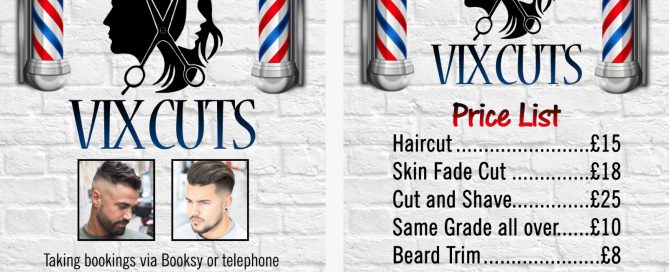 VIX CUTS
Taking bookings via Booksy or telephone
VIX CUTS
Price List
Haircut.......................£15
Skin Fade Cut ..............£18
Cut and Shave..............£25
Same Grade all over......£10
Beard Trim....................£8